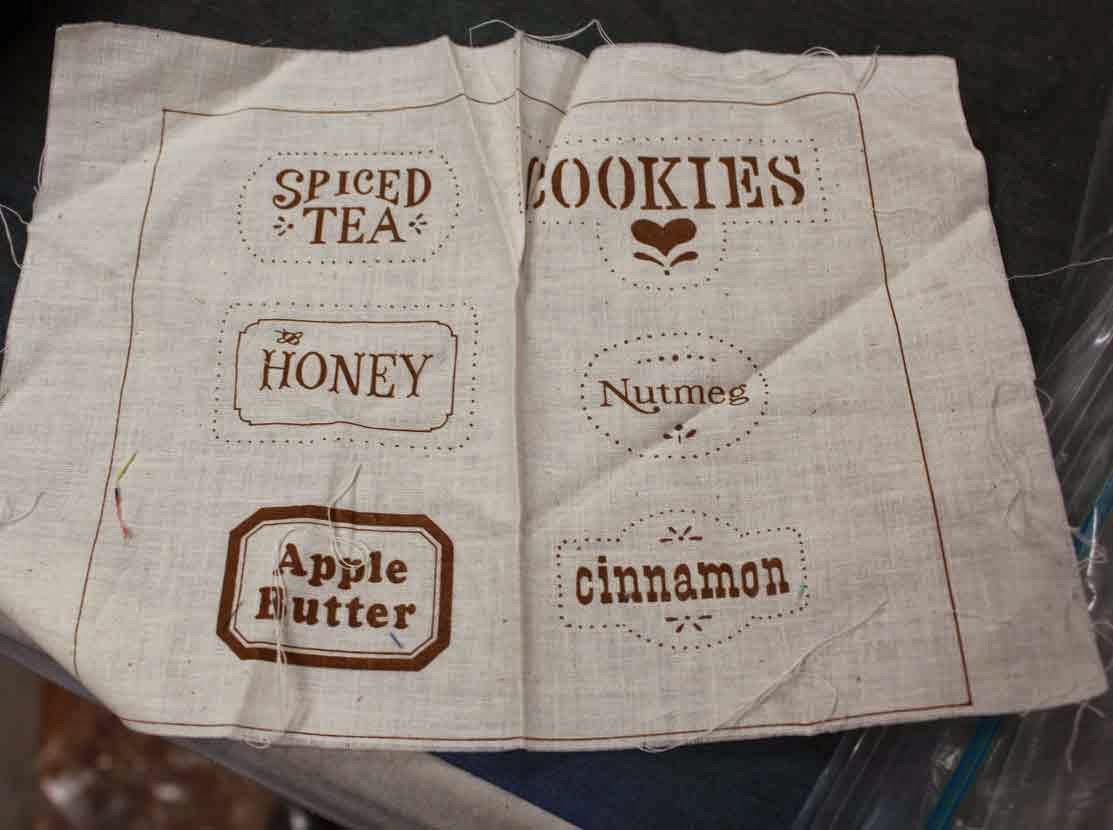 SPICED
TEA
COOKIES
HONEY
Nutmeg
Apple
Butter
cinnamon